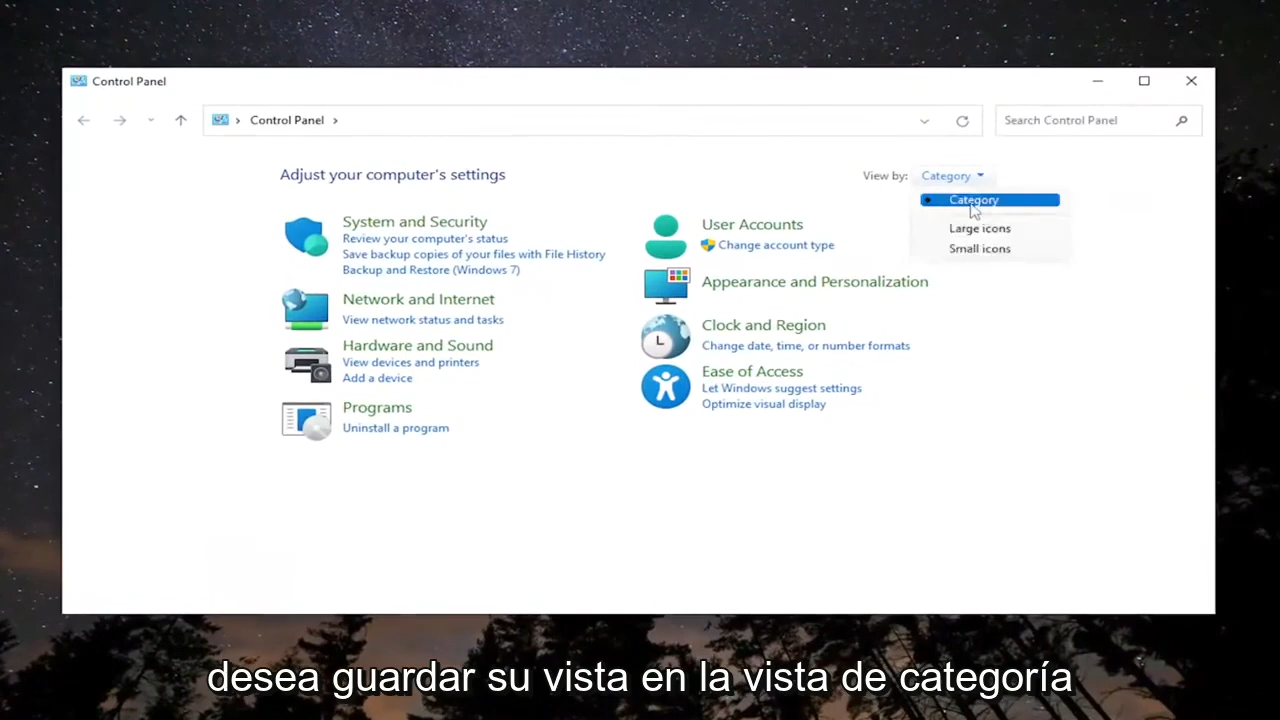 Control Panel
Control Panel
Search Control Panel
Adjust your computer's settings
View by: Category
Category
Large icons
Small icons
System and Security
Review your computer's status
Save backup copies of your files with File History
Backup and Restore (Windows 7)
Network and Internet
View network status and tasks
Hardware and Sound
View devices and printers
Add a device
Programs
Uninstall a program
User Accounts
Change account type
Appearance and Personalization
Clock and Region
Change date, time, or number formats
Ease of Access
Let Windows suggest settings
Optimize visual display
desea guardar su vista en la vista de categoría